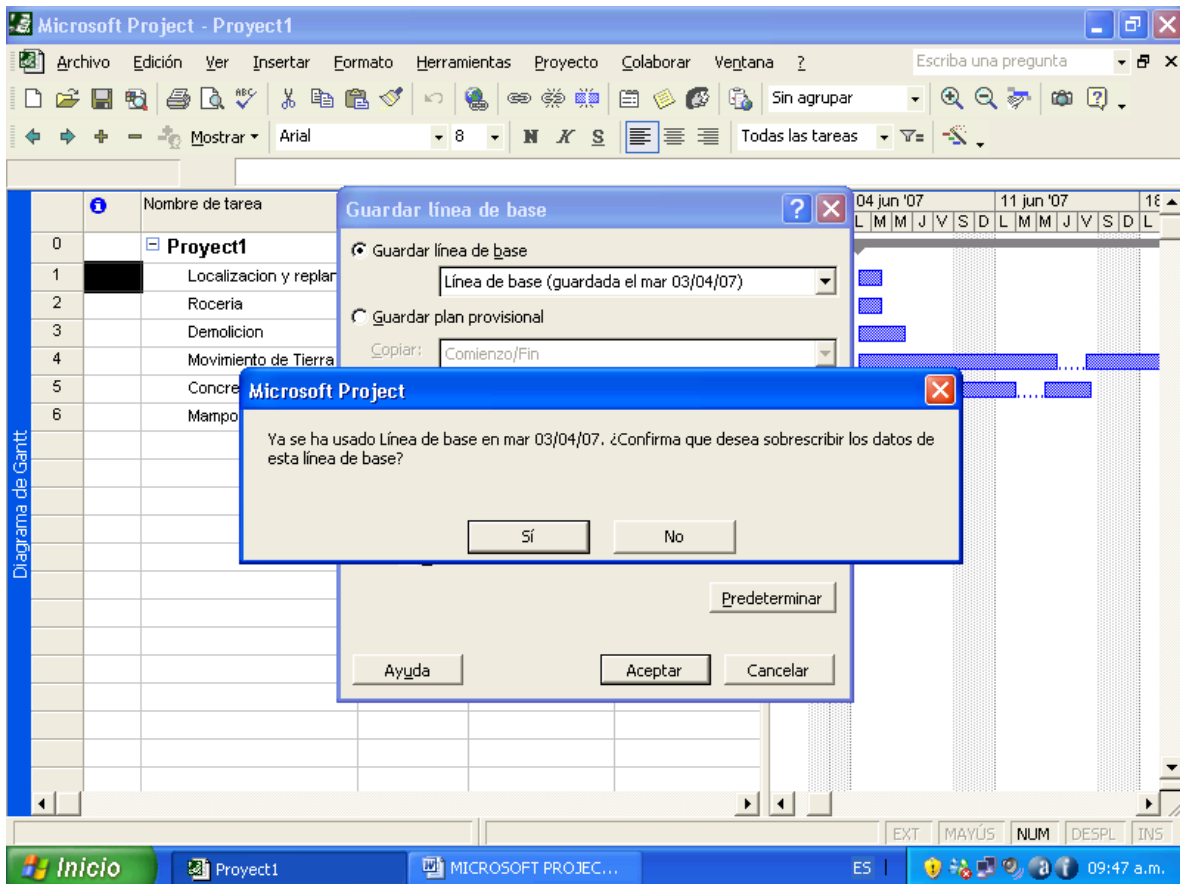 Microsoft Project - Proyect1
Archivo Edición Ver Insertar Formato Herramientas Proyecto Colaborar Ventana ? Escriba una pregunta
ABC Sin agrupar
Mostrar Arial 8 N K S Todas las tareas
Nombre de tarea
04 jun '07 11 jun '07 18
L M M J V S D L M M J V S D L
0 Proyect1
1 Localizacion y replan
2 Roceria
3 Demolicion
4 Movimiento de Tierra
5 Concre
6 Mampo
Diagrama de Gantt
Guardar línea de base
Guardar línea de base
Línea de base (guardada el mar 03/04/07)
Guardar plan provisional
Copiar: Comienzo/Fin
Microsoft Project
Ya se ha usado Línea de base en mar 03/04/07. ¿Confirma que desea sobrescribir los datos de
esta línea de base?
Sí No
Predeterminar
Ayuda Aceptar Cancelar
EXT MAYÚS NUM DESPL INS
Inicio Proyect1 MICROSOFT PROJEC... ES 09:47 a.m.